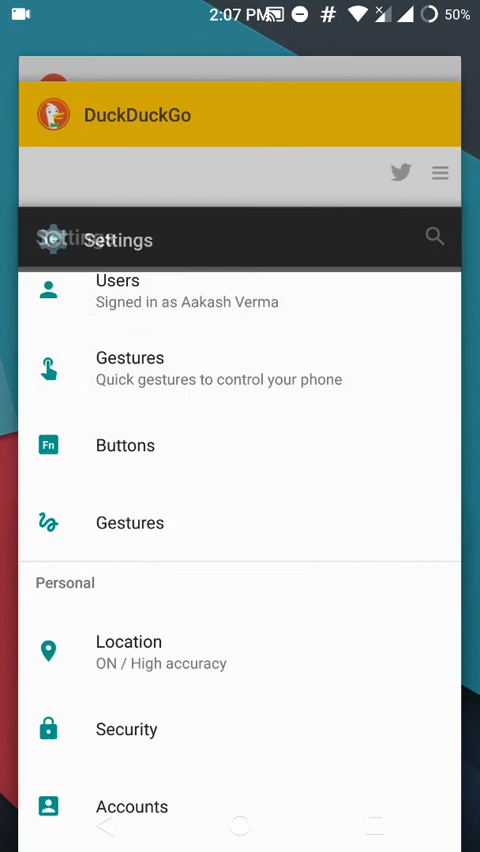 2:07 PM
50%
DuckDuckGo
Settings
Settings
Users
Signed in as Aakash Verma
Gestures
Quick gestures to control your phone
Fn
Buttons
Gestures
Personal
Location
ON / High accuracy
Security
Accounts